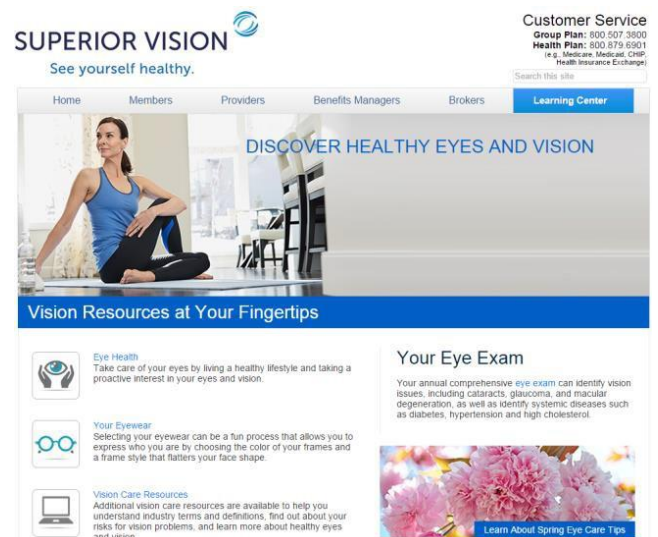 SUPERIOR VISION
See yourself healthy.
Customer Service
Group Plan: 800.507.3800
Health Plan: 800.879.6901
(e.g., Medicare, Medicaid, CHIP,
Health Insurance Exchange)
Search this site
Home Members Providers Benefits Managers Brokers Learning Center
DISCOVER HEALTHY EYES AND VISION
Vision Resources at Your Fingertips
Eye Health
Take care of your eyes by living a healthy lifestyle and taking a
proactive interest in your eyes and vision.
Your Eyewear
Selecting your eyewear can be a fun process that allows you to
express who you are by choosing the color of your frames and
a frame style that flatters your face shape.
Vision Care Resources
Additional vision care resources are available to help you
understand industry terms and definitions, find out about your
risks for vision problems, and learn more about healthy eyes
and vision.
Your Eye Exam
Your annual comprehensive eye exam can identify vision
issues, including cataracts, glaucoma, and macular
degeneration, as well as identify systemic diseases such
as diabetes, hypertension and high cholesterol.
Learn About Spring Eye Care Tips